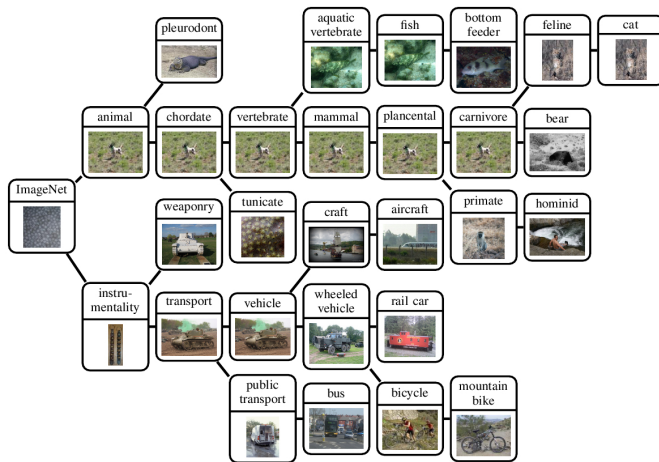 pleurodont
aquatic
vertebrate
fish
bottom
feeder
feline
cat
animal
chordate
vertebrate
mammal
plancental
carnivore
bear
ImageNet
weaponry
tunicate
craft
aircraft
primate
hominid
instru-
mentality
transport
vehicle
wheeled
vehicle
rail car
public
transport
bus
bicycle
mountain
bike